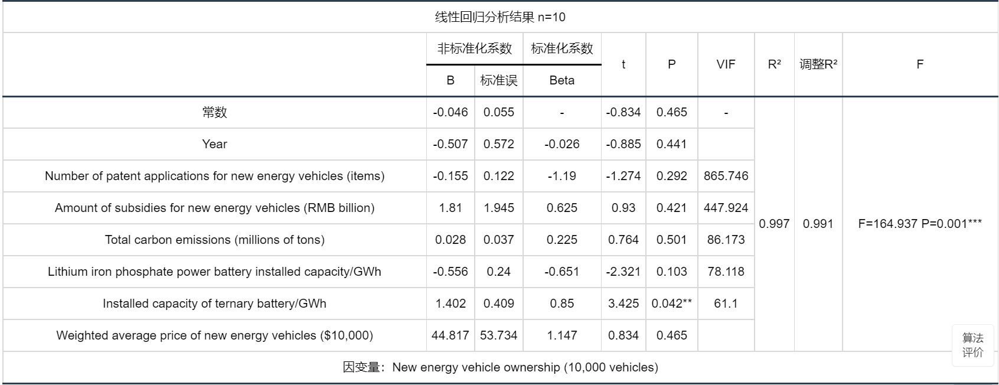 线性回归分析结果 n=10
非标准化系数 标准化系数 t P VIF R² 调整R² F
B 标准误 Beta
常数 -0.046 0.055 - -0.834 0.465 -
Year -0.507 0.572 -0.026 -0.885 0.441
Number of patent applications for new energy vehicles (items) -0.155 0.122 -1.19 -1.274 0.292 865.746
Amount of subsidies for new energy vehicles (RMB billion) 1.81 1.945 0.625 0.93 0.421 447.924
0.997 0.991 F=164.937 P=0.001***
Total carbon emissions (millions of tons) 0.028 0.037 0.225 0.764 0.501 86.173
Lithium iron phosphate power battery installed capacity/GWh -0.556 0.24 -0.651 -2.321 0.103 78.118
Installed capacity of ternary battery/GWh 1.402 0.409 0.85 3.425 0.042** 61.1
Weighted average price of new energy vehicles ($10,000) 44.817 53.734 1.147 0.834 0.465
算法
评价
因变量：New energy vehicle ownership (10,000 vehicles)